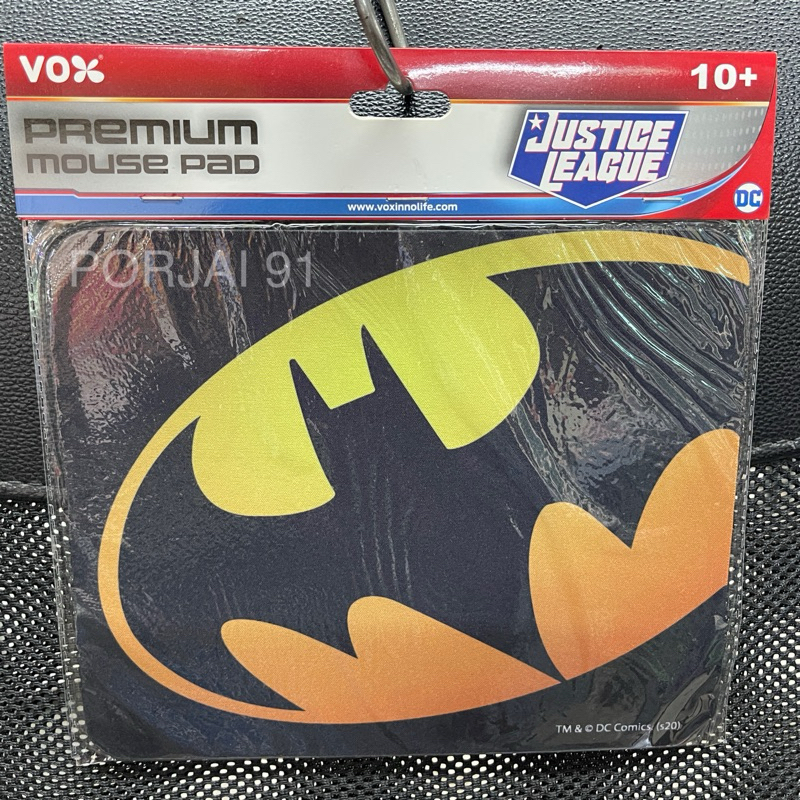 VOX
10+
PREMIUM
mouse pad
JUSTICE
LEAGUE
www.voxinnolife.com
DC
PORJAI 91
TM & © DC Comics. (s20)